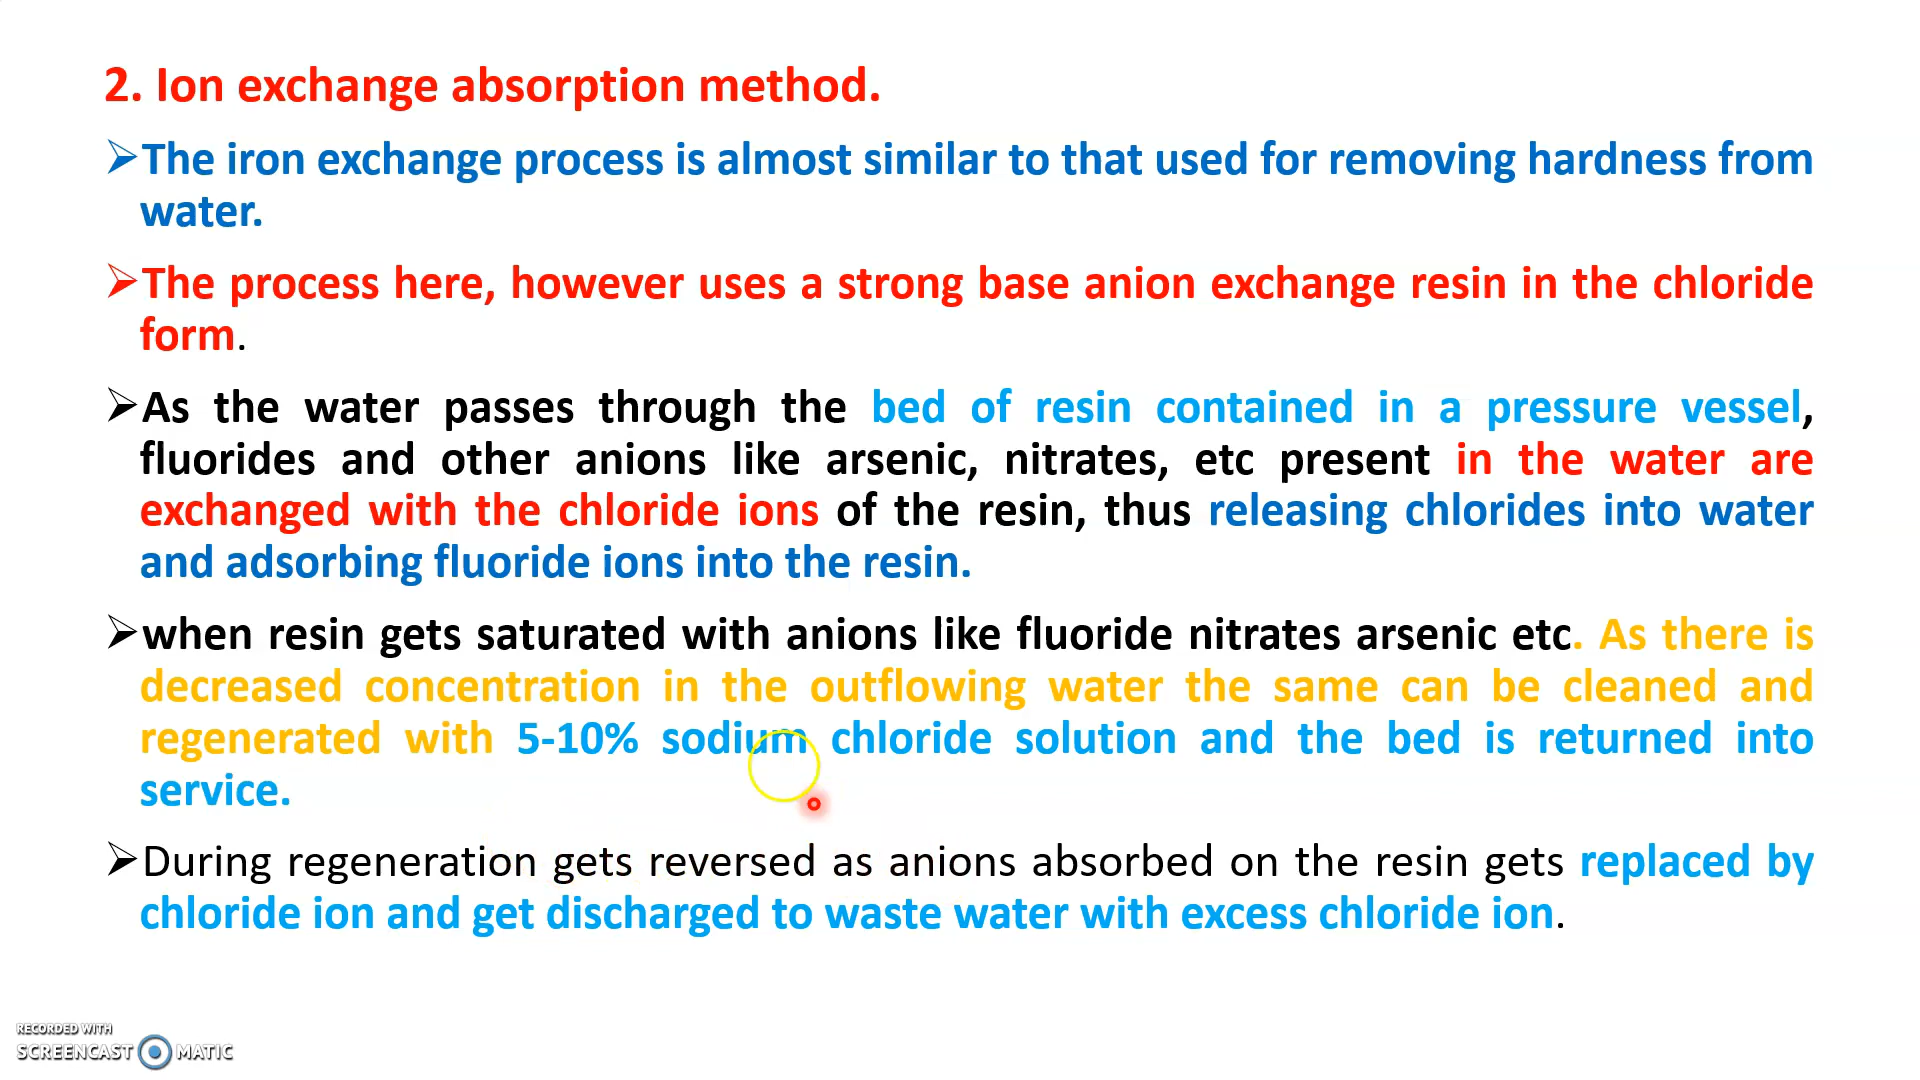 2. Ion exchange absorption method.
➢The iron exchange process is almost similar to that used for removing hardness from
water.
➢The process here, however uses a strong base anion exchange resin in the chloride
form.
➢As the water passes through the bed of resin contained in a pressure vessel,
fluorides and other anions like arsenic, nitrates, etc present in the water are
exchanged with the chloride ions of the resin, thus releasing chlorides into water
and adsorbing fluoride ions into the resin.
➢when resin gets saturated with anions like fluoride nitrates arsenic etc. As there is
decreased concentration in the outflowing water the same can be cleaned and
regenerated with 5-10% sodium chloride solution and the bed is returned into
service.
➢During regeneration gets reversed as anions absorbed on the resin gets replaced by
chloride ion and get discharged to waste water with excess chloride ion.
RECORDED WITH
SCREENCAST MATIC